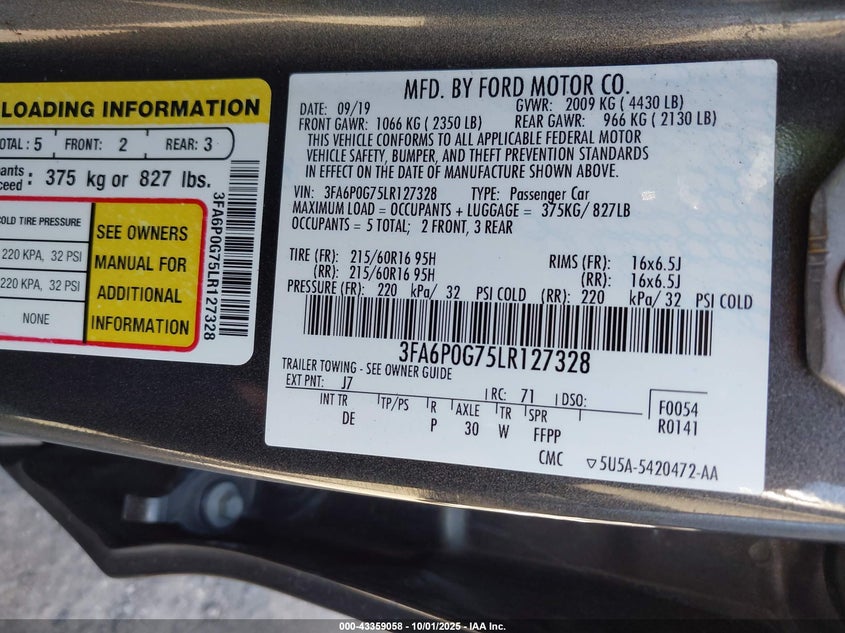 LOADING INFORMATION
OTAL : 5 FRONT: 2 REAR: 3
ants
ceed : 375 kg or 827 lbs.
COLD TIRE PRESSURE
220 KPA, 32 PSI
220 KPA, 32 PSI
NONE
SEE OWNERS
MANUAL FOR
ADDITIONAL
INFORMATION
3FA6P0G75LR127328
MFD. BY FORD MOTOR CO.
DATE: 09/19 GVWR: 2009 KG ( 4430 LB)
FRONT GAWR: 1066 KG ( 2350 LB) REAR GAWR: 966 KG ( 2130 LB)
THIS VEHICLE CONFORMS TO ALL APPLICABLE FEDERAL MOTOR
VEHICLE SAFETY, BUMPER, AND THEFT PREVENTION STANDARDS
IN EFFECT ON THE DATE OF MANUFACTURE SHOWN ABOVE.
VIN: 3FA6P0G75LR127328 TYPE: Passenger Car
MAXIMUM LOAD = OCCUPANTS + LUGGAGE = 375KG/ 827LB
OCCUPANTS = 5 TOTAL; 2 FRONT, 3 REAR
TIRE (FR): 215/60R16 95H RIMS (FR): 16x6.5J
(RR): 215/60R16 95H (RR): 16x6.5J
PRESSURE (FR): 220 kPa/ 32 PSI COLD (RR): 220 kPa/ 32 PSI COLD
3FA6P0G75LR127328
TRAILER TOWING - SEE OWNER GUIDE
EXT PNT: J7 RC: 71 DSO:
INT TR TP/PS R AXLE TR SPR
DE P 30 W FFPP
F0054
R0141
CMC ▽5U5A-5420472-AA
000-43359058 - 10/01/2025 - IAA Inc.